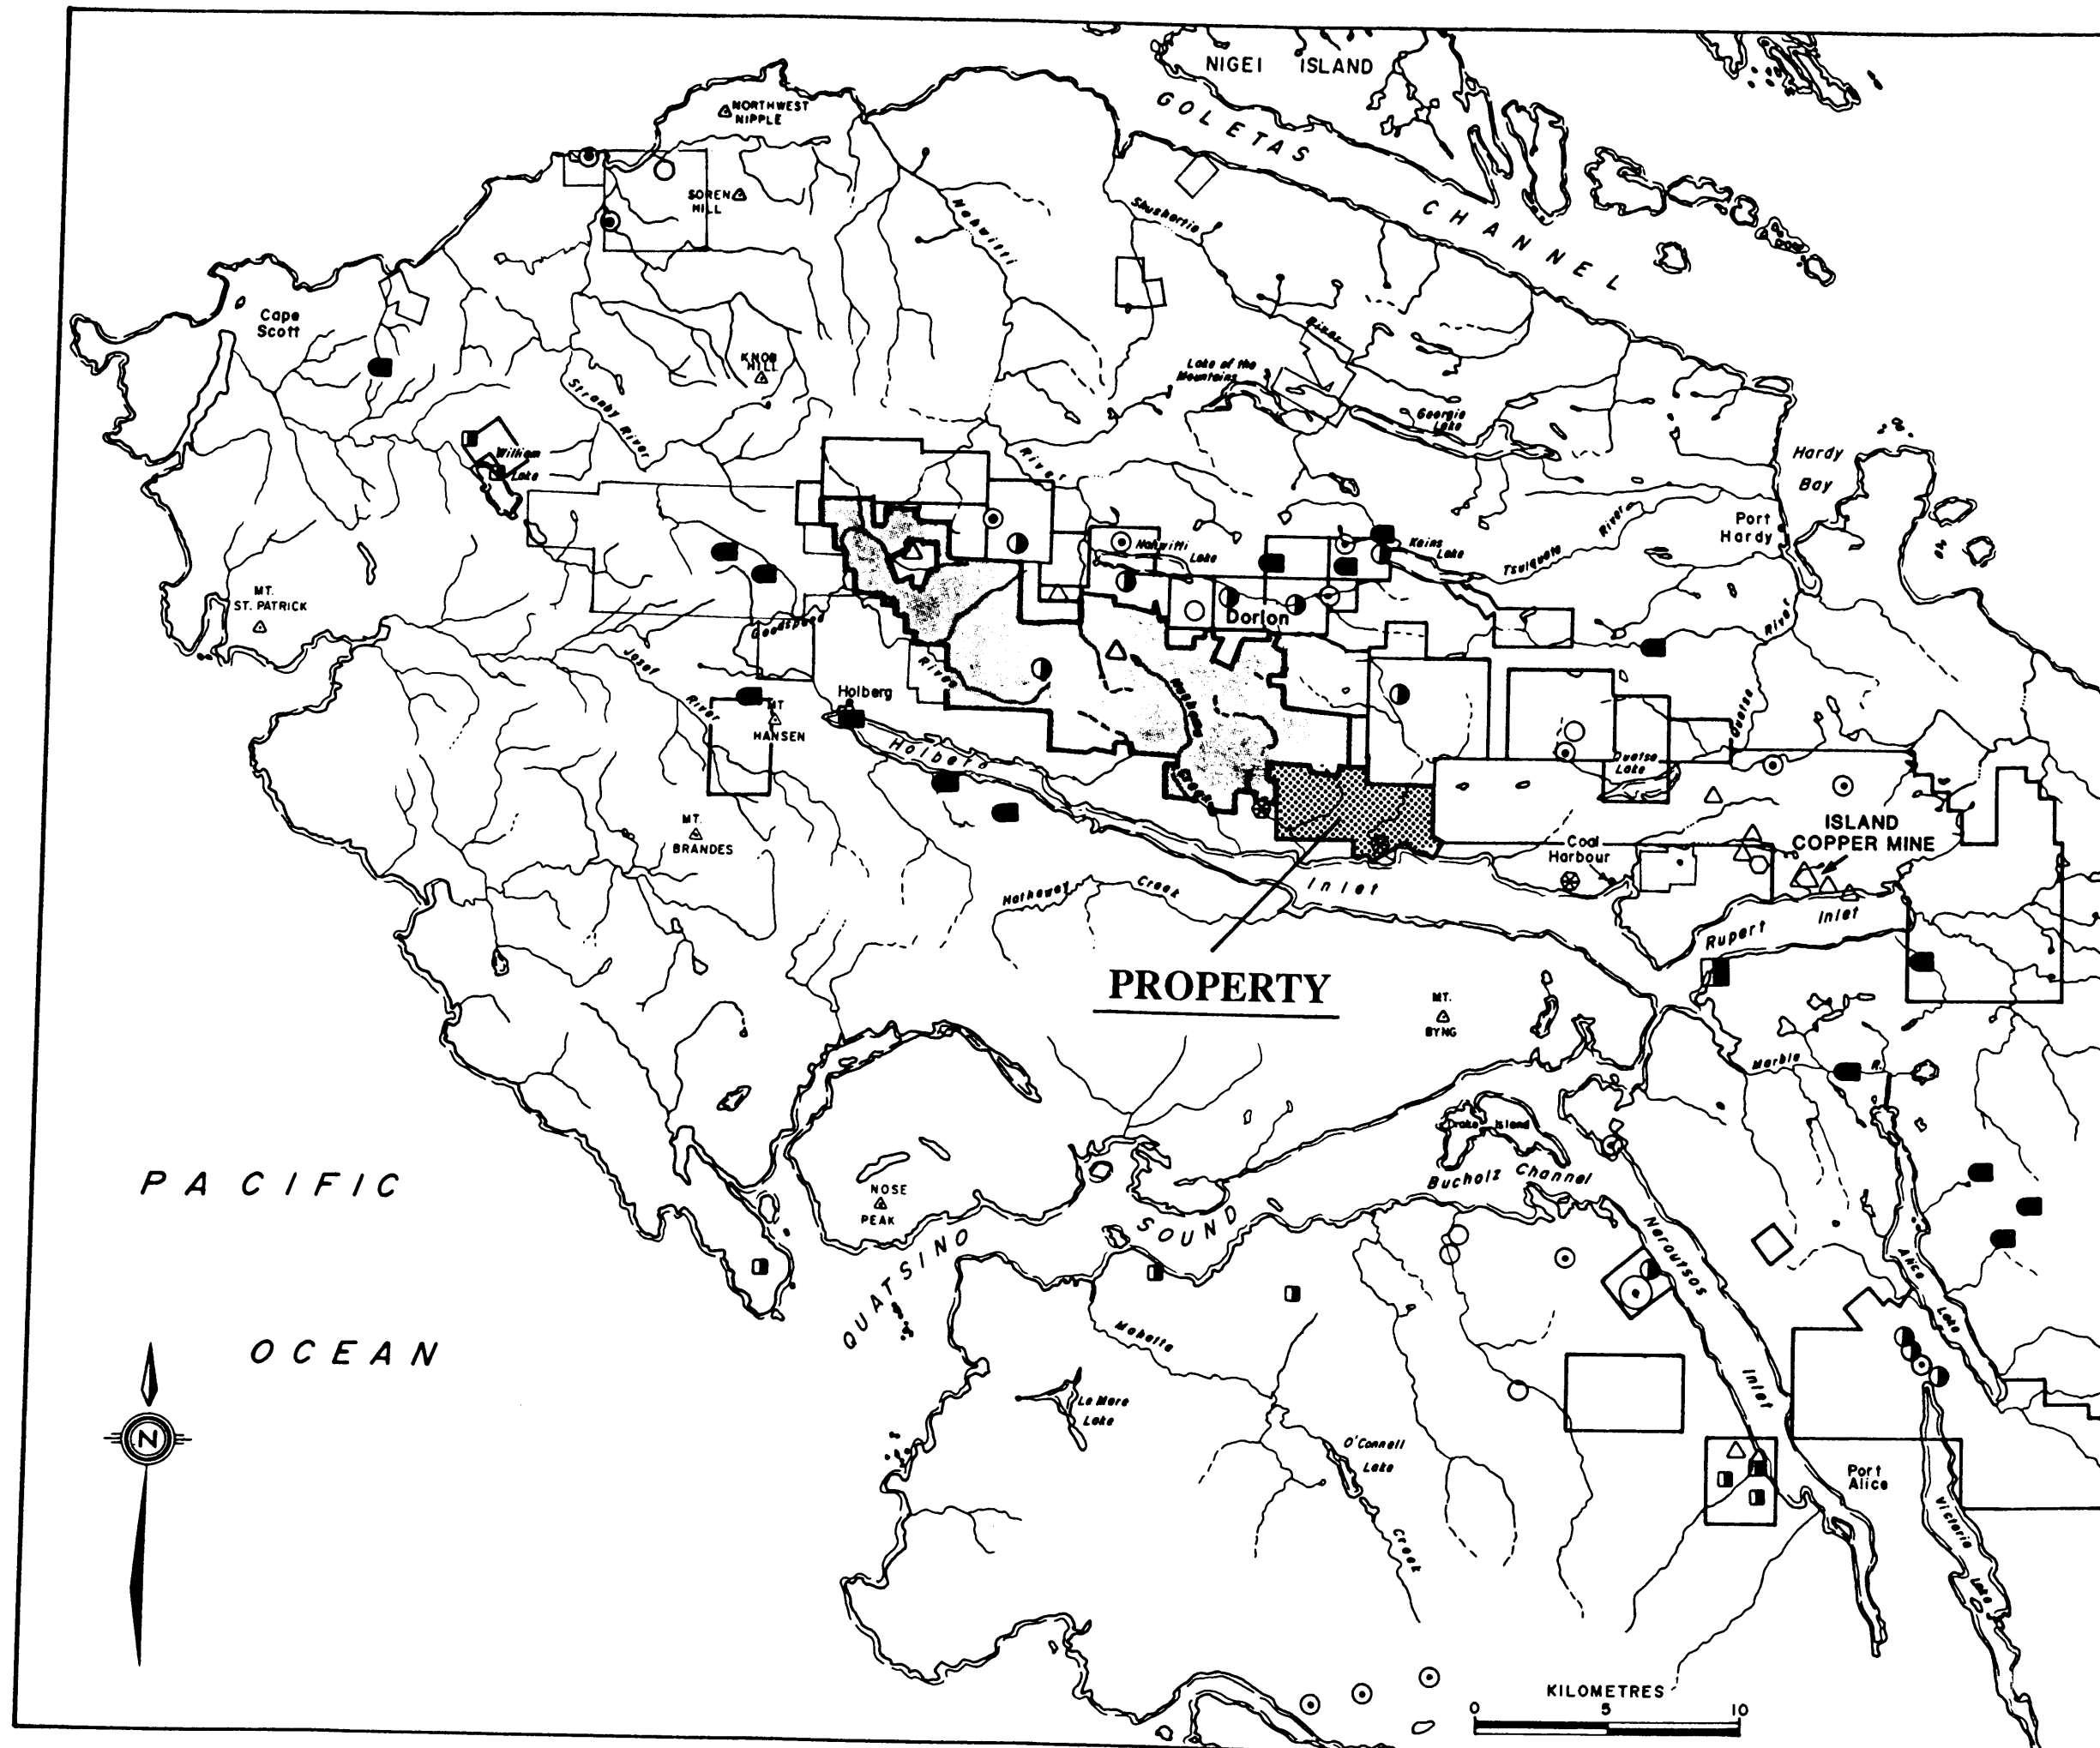 NIGEI ISLAND
GOLETAS
CHANNEL
NORTHWEST
NIPPLE
SOREN
HILL
Nahwitti
Shushartie
River
Cape
Scott
KNOB
HILL
Stranby
River
Lake of the
Mountains
Georgie
Lake
William
Lake
River
Hardy
Bay
Port
Hardy
Nahwitti
Lake
Kains
Lake
Tsulquate
River
MT.
ST. PATRICK
Goodspeed
River
Dorlon
Josef
River
Holberg
MT.
HANSEN
Quatse
River
Quatse
Lake
Holberg
Inlet
MT.
BRANDES
ISLAND
COPPER MINE
Coal
Harbour
Hathaway
Creek
Rupert
Inlet
PROPERTY
MT.
BYNG
Marble
R.
Drake Island
Bucholz Channel
PACIFIC
OCEAN
NOSE
PEAK
QUATSINO
SOUND
Neroutsos
Inlet
Alice
Lake
Mahatta
Le Mare
Lake
O'Connell
Lake
Creek
N
Port
Alice
Victoria
Lake
KILOMETRES
0 5 10